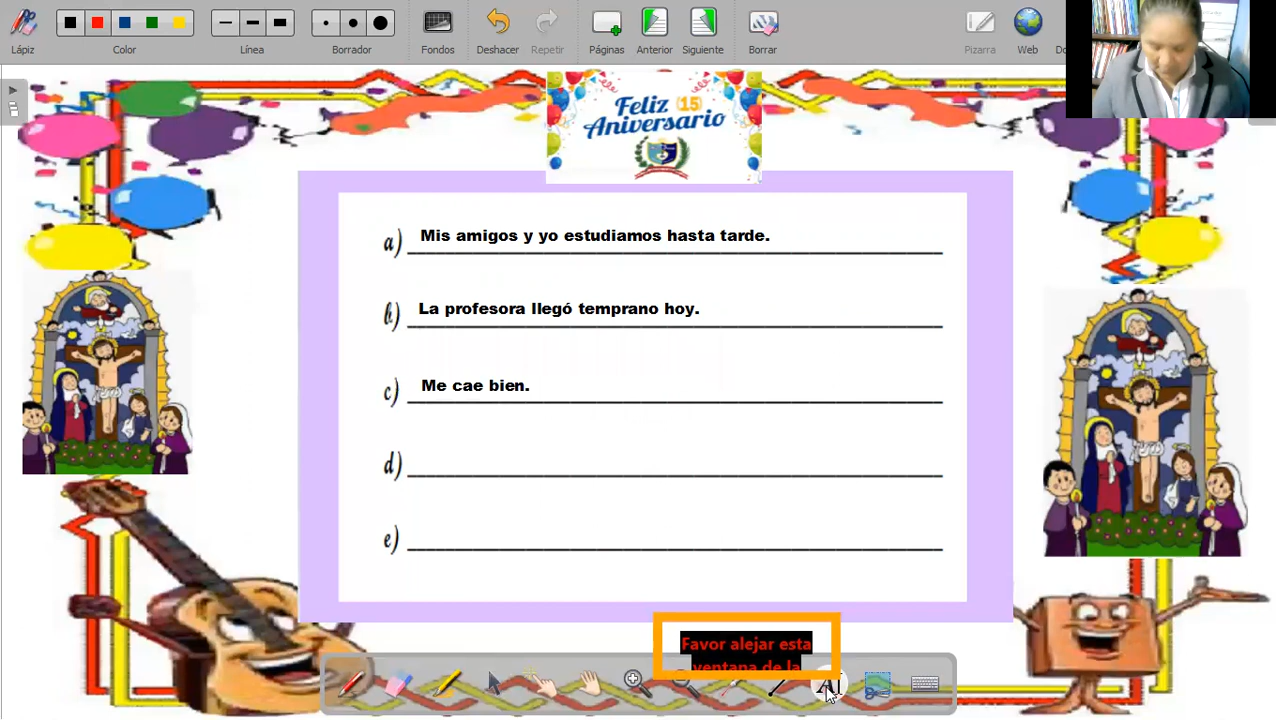 Lápiz
Color
Línea
Borrador
Fondos
Deshacer
Repetir
Páginas
Anterior
Siguiente
Borrar
Pizarra
Web
Feliz 15
Aniversario
a) Mis amigos y yo estudiamos hasta tarde.
b) La profesora llegó temprano hoy.
c) Me cae bien.
d)
e)
Favor alejar esta
ventana de la
AI